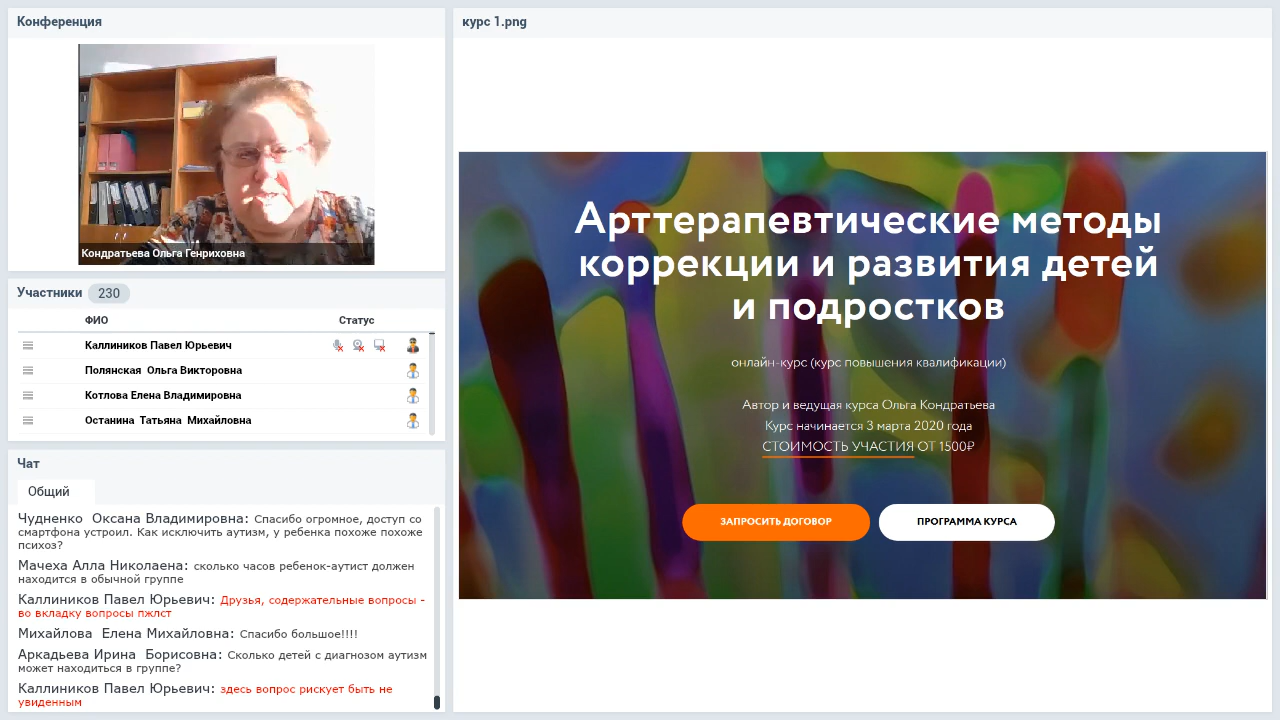 Конференция
Кондратьева Ольга Генриховна
Участники 230
ФИО Статус
Каллиников Павел Юрьевич
Полянская Ольга Викторовна
Котлова Елена Владимировна
Останина Татьяна Михайловна
Чат
Общий
Чудненко Оксана Владимировна: Спасибо огромное, доступ со
смартфона устроил. Как исключить аутизм, у ребенка похоже похоже
психоз?
Мачеха Алла Николаена: сколько часов ребенок-аутист должен
находится в обычной группе
Каллиников Павел Юрьевич: Друзья, содержательные вопросы -
во вкладку вопросы пжлст
Михайлова Елена Михайловна: Спасибо большое!!!!
Аркадьева Ирина Борисовна: Сколько детей с диагнозом аутизм
может находиться в группе?
Каллиников Павел Юрьевич: здесь вопрос рискует быть не
увиденным
курс 1.png
Арттерапевтические методы
коррекции и развития детей
и подростков
онлайн-курс (курс повышения квалификации)
Автор и ведущая курса Ольга Кондратьева
Курс начинается 3 марта 2020 года
СТОИМОСТЬ УЧАСТИЯ ОТ 1500₽
ЗАПРОСИТЬ ДОГОВОР
ПРОГРАММА КУРСА